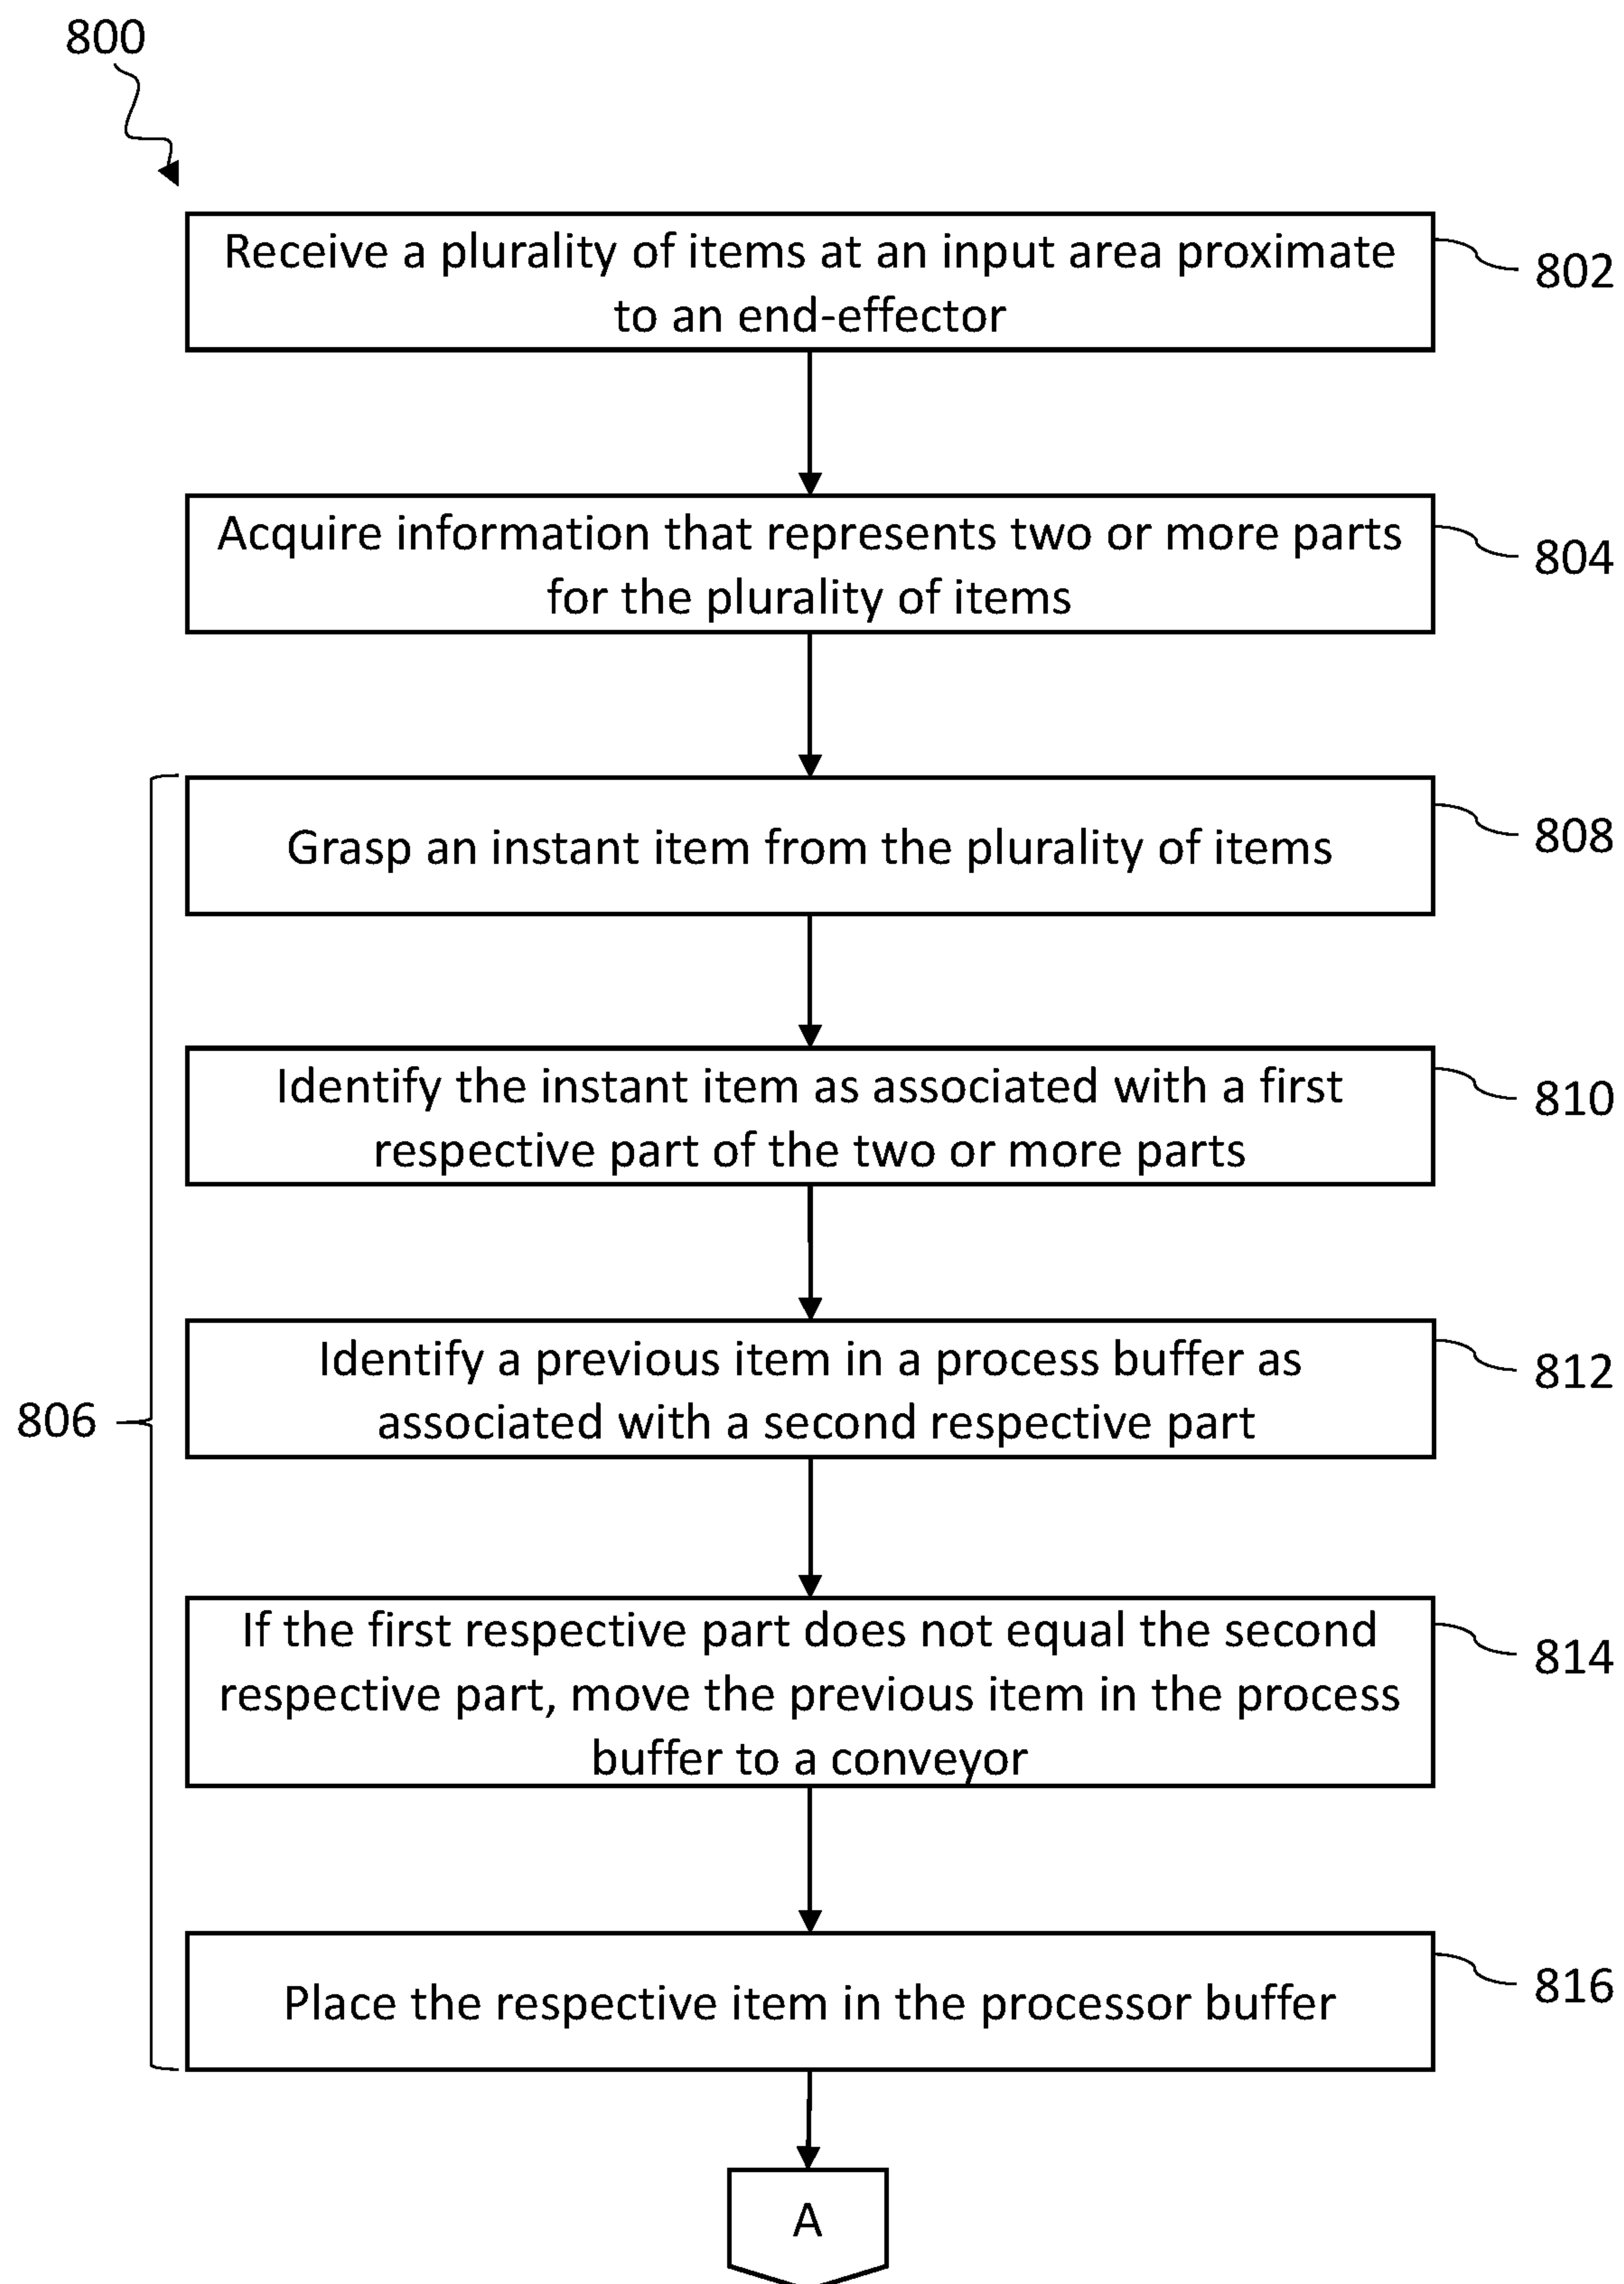 800
Receive a plurality of items at an input area proximate
to an end-effector
802
Acquire information that represents two or more parts
for the plurality of items
804
Grasp an instant item from the plurality of items
808
Identify the instant item as associated with a first
respective part of the two or more parts
810
Identify a previous item in a process buffer as
associated with a second respective part
812
806
If the first respective part does not equal the second
respective part, move the previous item in the process
buffer to a conveyor
814
Place the respective item in the processor buffer
816
A